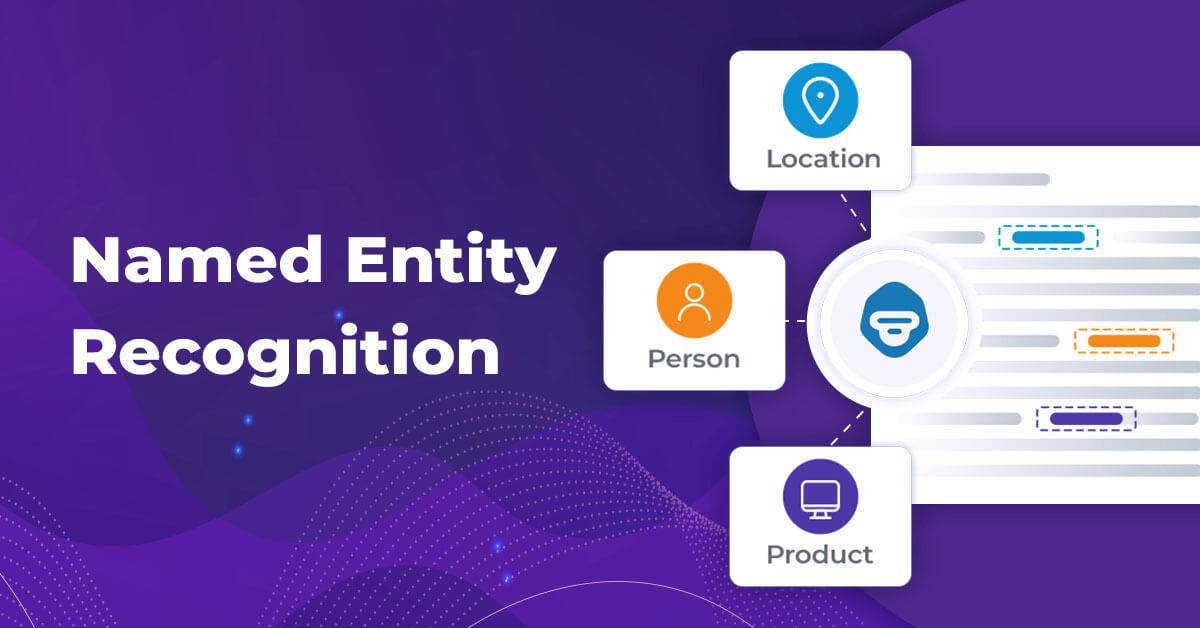 Named Entity
Recognition
Location
Person
Product